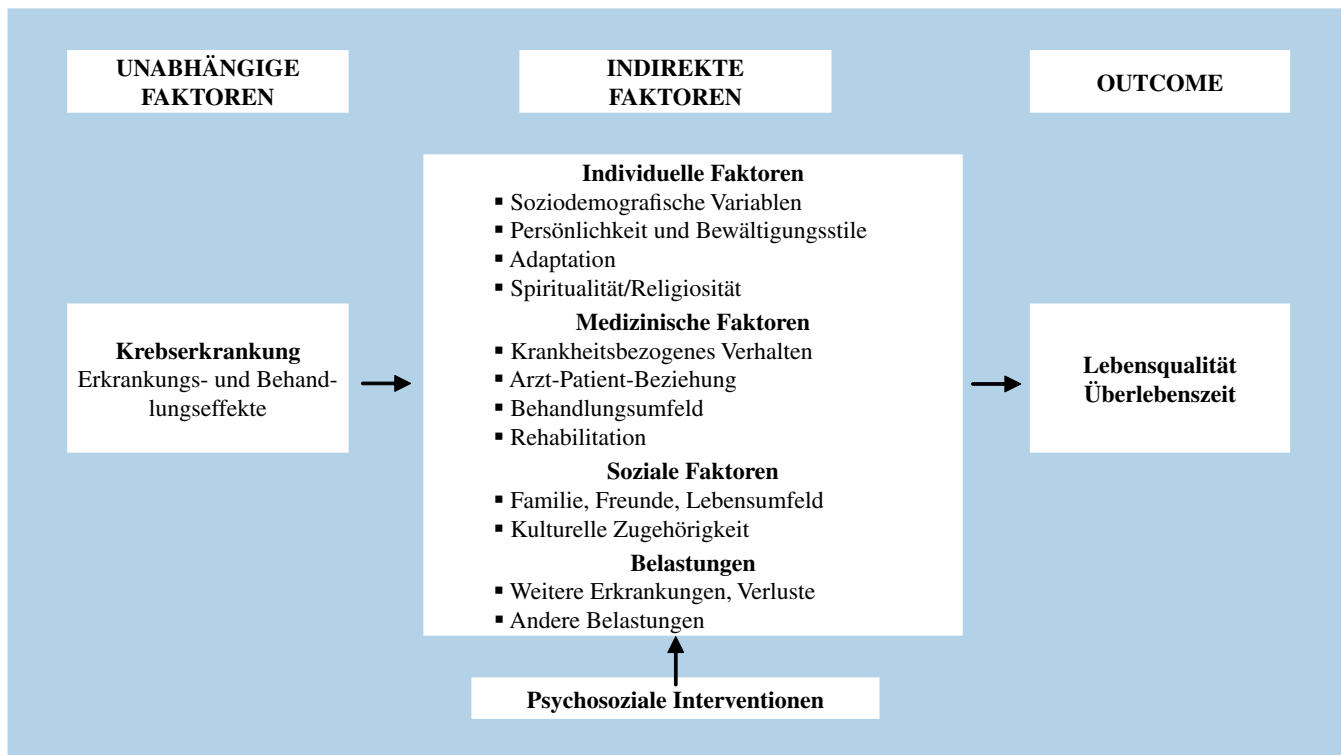 UNABHÄNGIGE
FAKTOREN
INDIREKTE
FAKTOREN
OUTCOME
Krebserkrankung
Erkrankungs- und Behand-
lungseffekte
Individuelle Faktoren
▪ Soziodemografische Variablen
▪ Persönlichkeit und Bewältigungsstile
▪ Adaptation
▪ Spiritualität/Religiosität
Medizinische Faktoren
▪ Krankheitsbezogenes Verhalten
▪ Arzt-Patient-Beziehung
▪ Behandlungsumfeld
▪ Rehabilitation
Soziale Faktoren
▪ Familie, Freunde, Lebensumfeld
▪ Kulturelle Zugehörigkeit
Belastungen
▪ Weitere Erkrankungen, Verluste
▪ Andere Belastungen
Lebensqualität
Überlebenszeit
Psychosoziale Interventionen